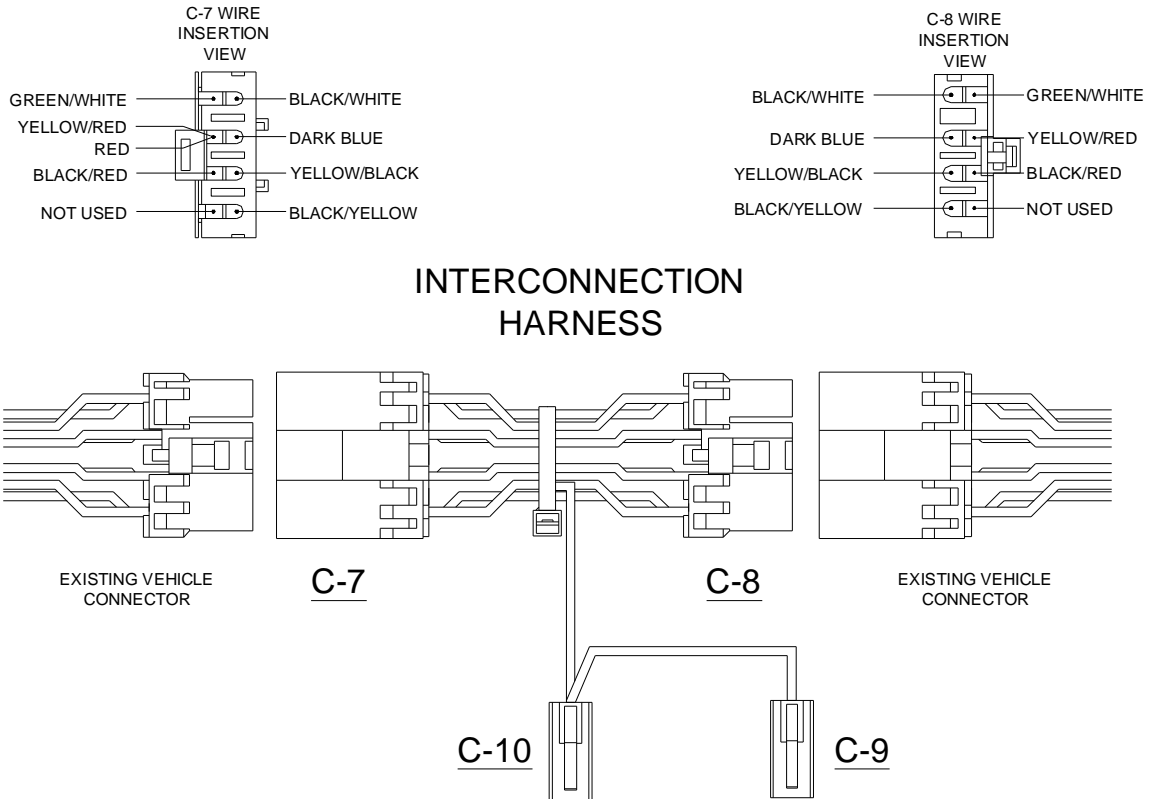 C-7 WIRE
INSERTION
VIEW
GREEN/WHITE
YELLOW/RED
RED
BLACK/RED
NOT USED
BLACK/WHITE
DARK BLUE
YELLOW/BLACK
BLACK/YELLOW
C-8 WIRE
INSERTION
VIEW
BLACK/WHITE
DARK BLUE
YELLOW/BLACK
BLACK/YELLOW
GREEN/WHITE
YELLOW/RED
BLACK/RED
NOT USED
INTERCONNECTION
HARNESS
EXISTING VEHICLE
CONNECTOR
C-7
C-8
EXISTING VEHICLE
CONNECTOR
C-10
C-9